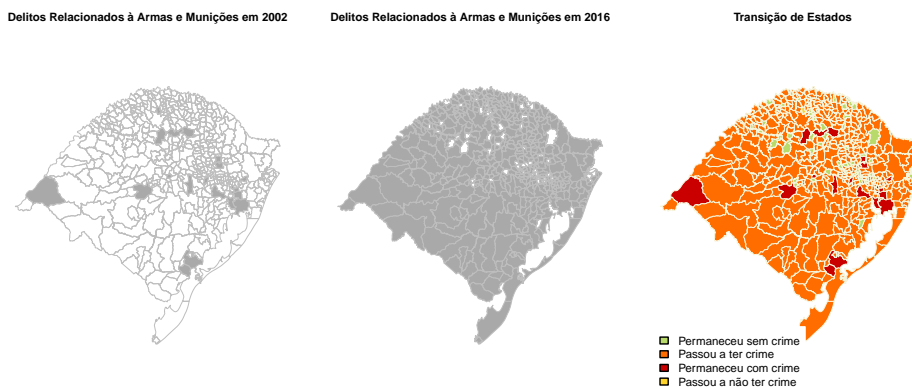 Delitos Relacionados à Armas e Munições em 2002
Delitos Relacionados à Armas e Munições em 2016
Transição de Estados
Permaneceu sem crime
Passou a ter crime
Permaneceu com crime
Passou a não ter crime